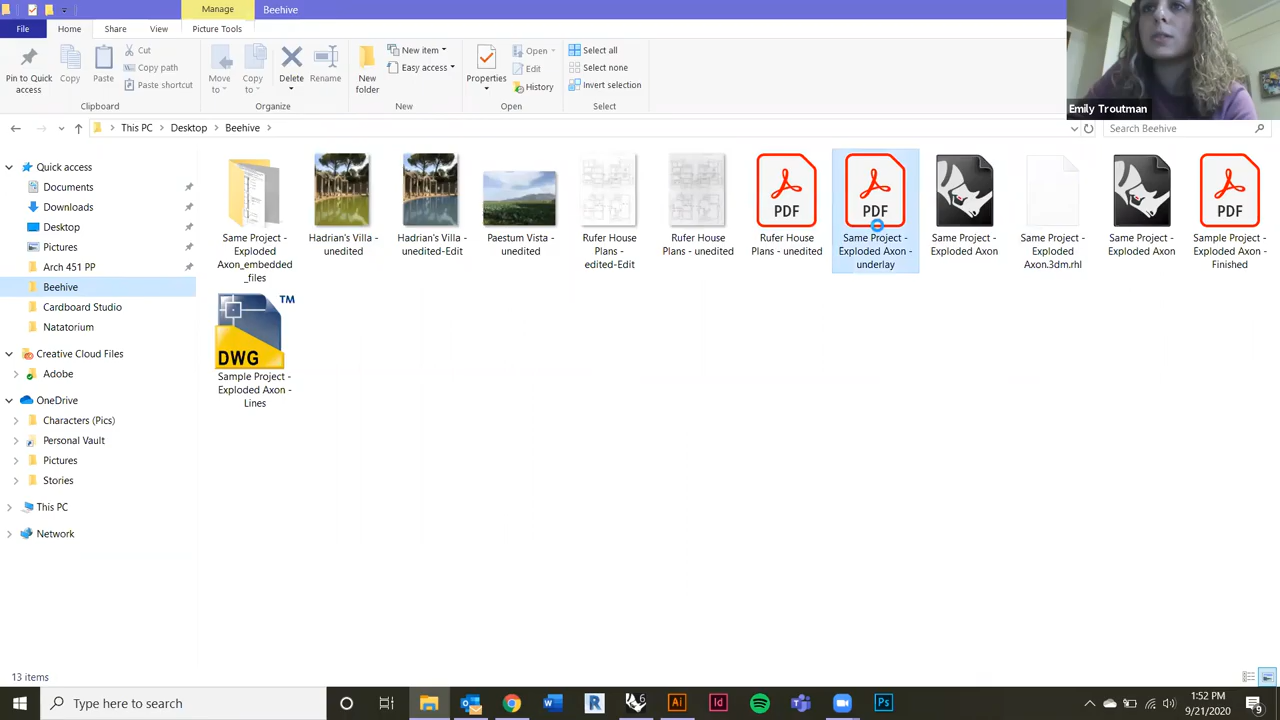 Manage
Beehive
File
Home
Share
View
Picture Tools
Pin to Quick access
Copy
Paste
Cut
Copy path
Paste shortcut
Clipboard
Move to
Copy to
Delete
Rename
Organize
New folder
New item
Easy access
New
Properties
Open
Edit
History
Open
Select all
Select none
Invert selection
Select
Emily Troutman
This PC
Desktop
Beehive
Search Beehive
Quick access
Documents
Downloads
Desktop
Pictures
Arch 451 PP
Beehive
Cardboard Studio
Natatorium
Creative Cloud Files
Adobe
OneDrive
Characters (Pics)
Personal Vault
Pictures
Stories
This PC
Network
Same Project -
Exploded
Axon_embedded
_files
Hadrian's Villa -
unedited
Hadrian's Villa -
unedited-Edit
Paestum Vista -
unedited
Rufer House
Plans -
edited-Edit
Rufer House
Plans - unedited
PDF
Rufer House
Plans - unedited
PDF
Same Project -
Exploded Axon -
underlay
Same Project -
Exploded Axon
Same Project -
Exploded
Axon.3dm.rhl
Sample Project -
Exploded Axon
PDF
Sample Project -
Exploded Axon -
Finished
TM
DWG
Sample Project -
Exploded Axon -
Lines
13 items
Type here to search
R
6
Ai
Id
Ps
1:52 PM
9/21/2020
9